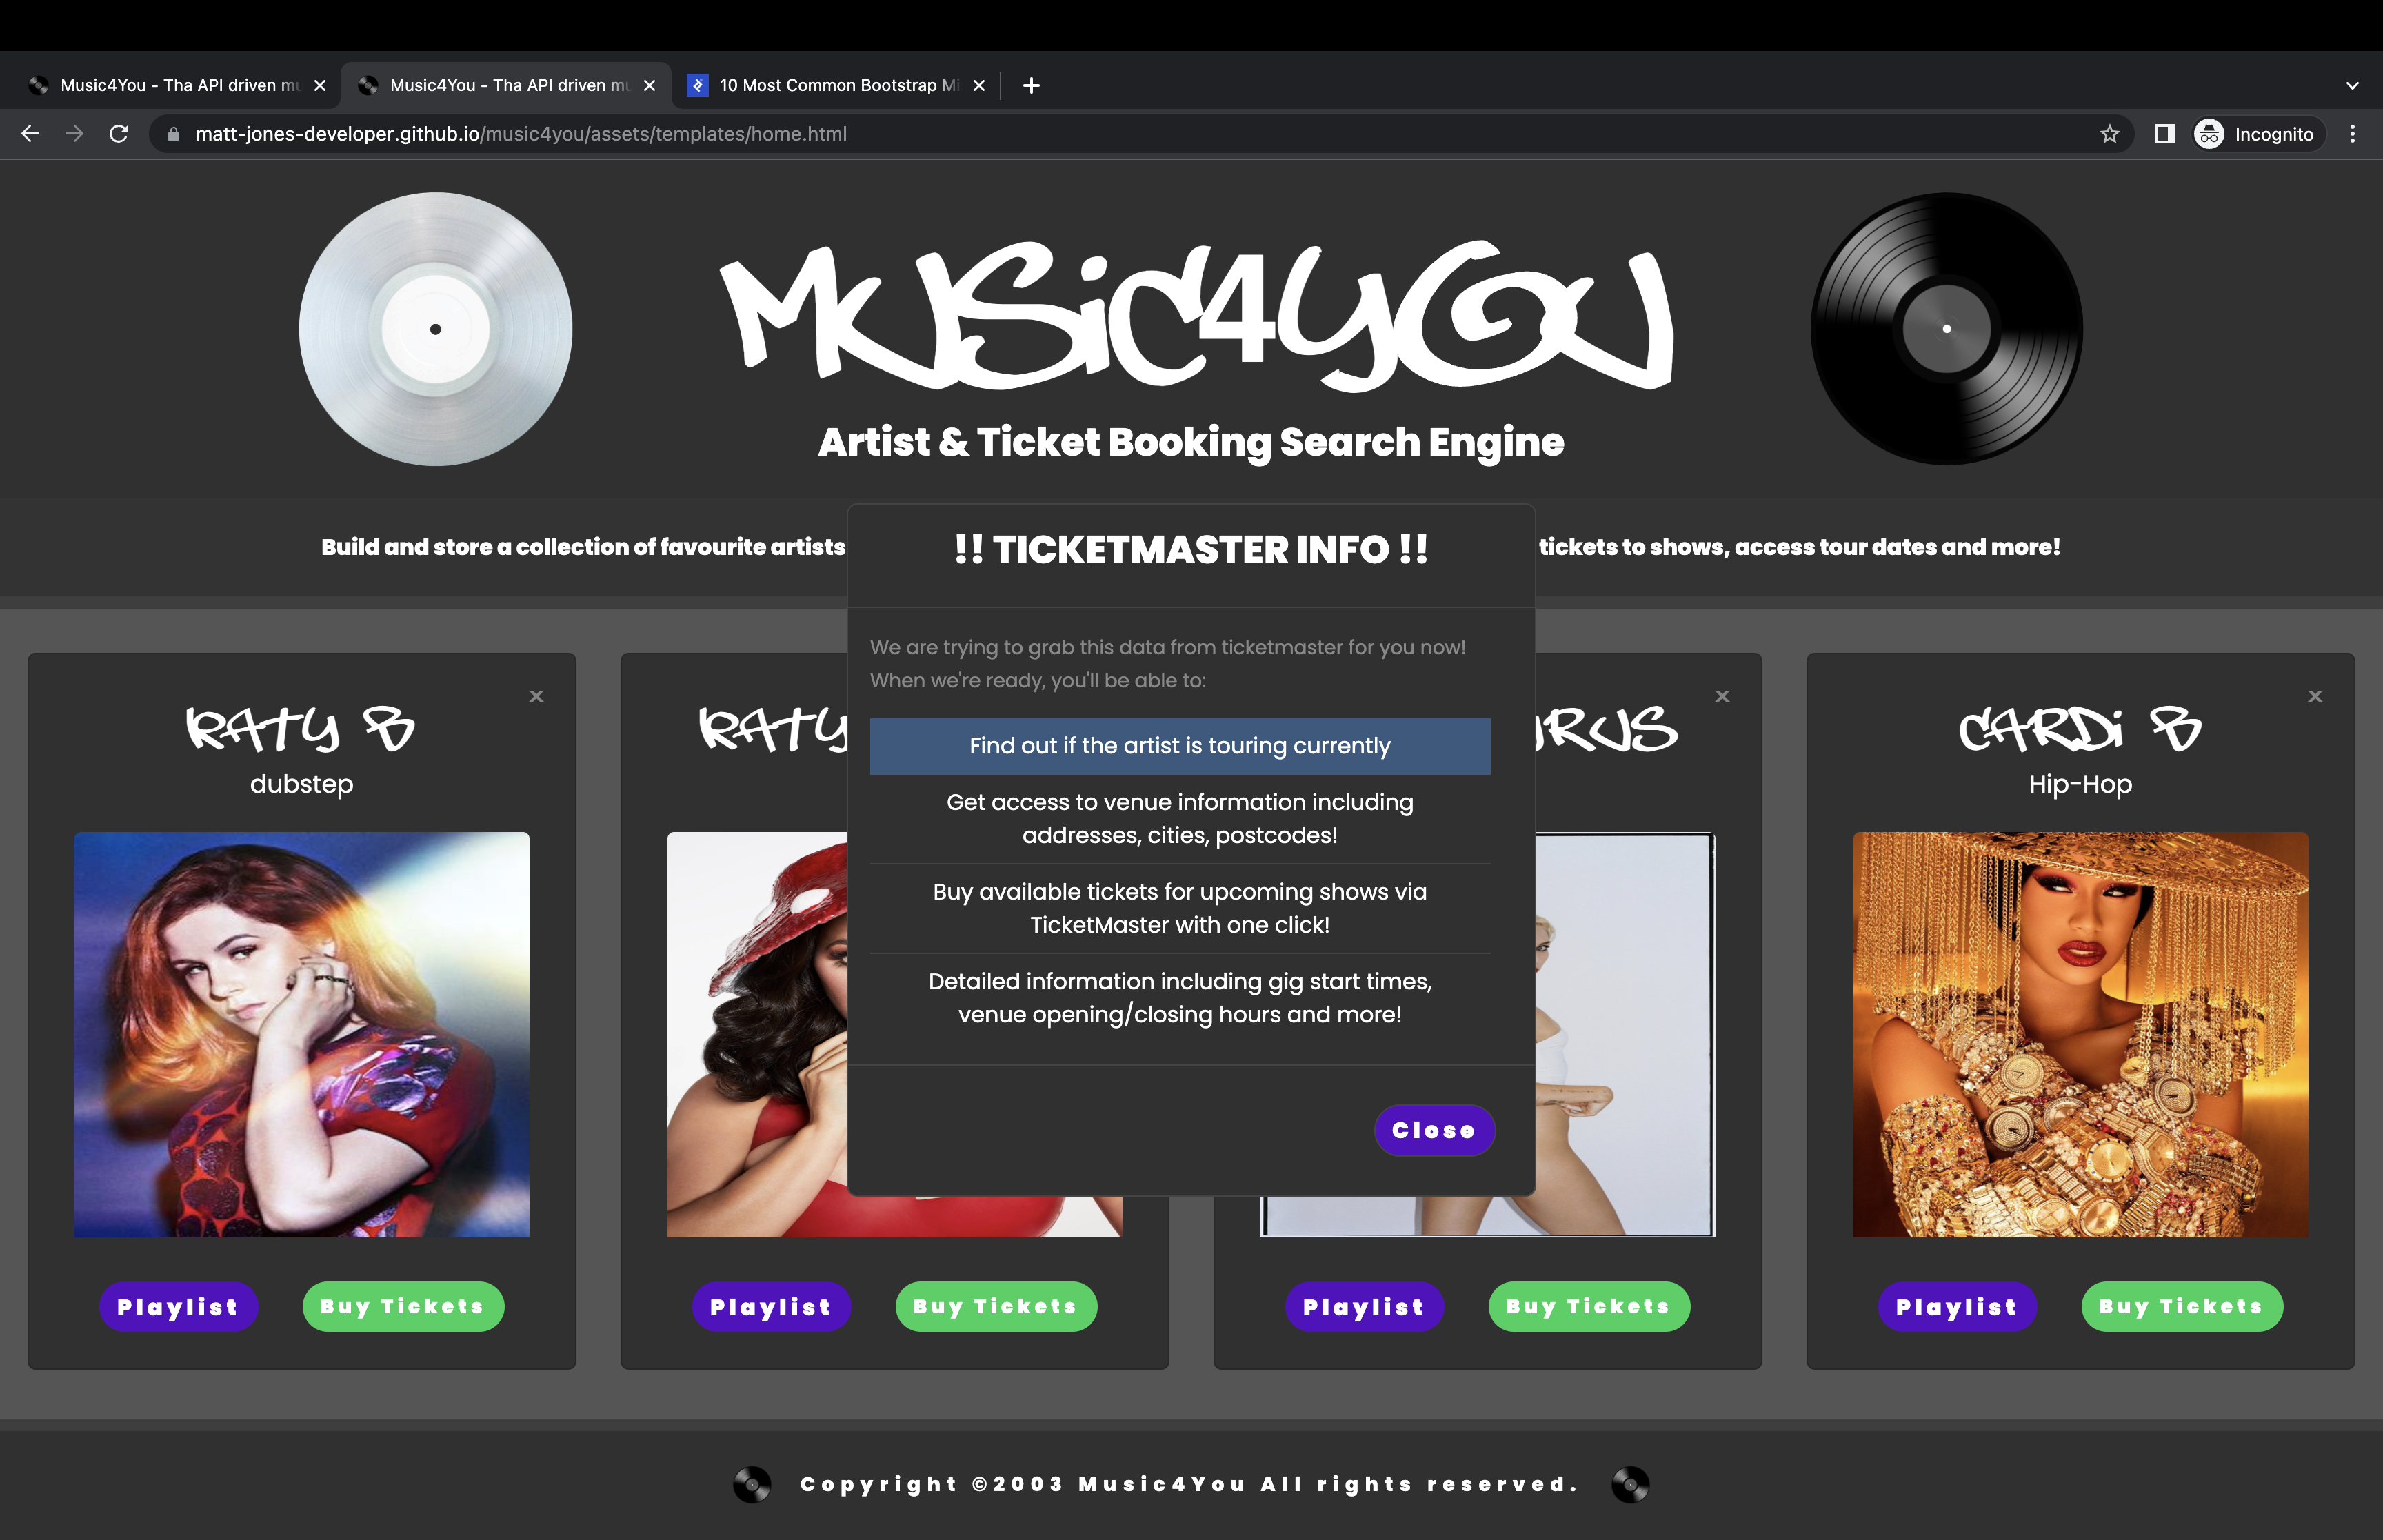 Music4You - Tha API driven mu
Music4You - Tha API driven mu
10 Most Common Bootstrap Mi
matt-jones-developer.github.io/music4you/assets/templates/home.html
Incognito
MUSiC4YOU
Artist & Ticket Booking Search Engine
Build and store a collection of favourite artists
tickets to shows, access tour dates and more!
!! TICKETMASTER INFO !!
We are trying to grab this data from ticketmaster for you now!
When we're ready, you'll be able to:
Find out if the artist is touring currently
Get access to venue information including
addresses, cities, postcodes!
Buy available tickets for upcoming shows via
TicketMaster with one click!
Detailed information including gig start times,
venue opening/closing hours and more!
Close
x
KATY B
dubstep
Playlist
Buy Tickets
KATY
Playlist
Buy Tickets
x
RUS
Playlist
Buy Tickets
x
CARDi B
Hip-Hop
Playlist
Buy Tickets
Copyright ©2003 Music4You All rights reserved.